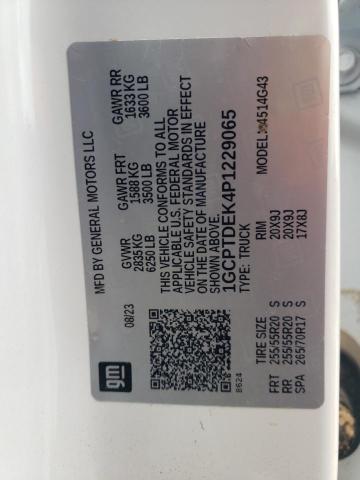 gm
MFD BY GENERAL MOTORS LLC
08/23
GVWR
2835 KG
6250 LB
GAWR FRT
1588 KG
3500 LB
GAWR RR
1633 KG
3600 LB
THIS VEHICLE CONFORMS TO ALL
APPLICABLE U.S. FEDERAL MOTOR
VEHICLE SAFETY STANDARDS IN EFFECT
ON THE DATE OF MANUFACTURE
1GCPTDEK4P1229065
TYPE: TRUCK
MODEL: 14514G43
8624
TIRE SIZE RIM
FRT 255/55R20 S 20X9J
RR 255/55R20 S 20X9J
SPA 265/70R17 S 17X8J